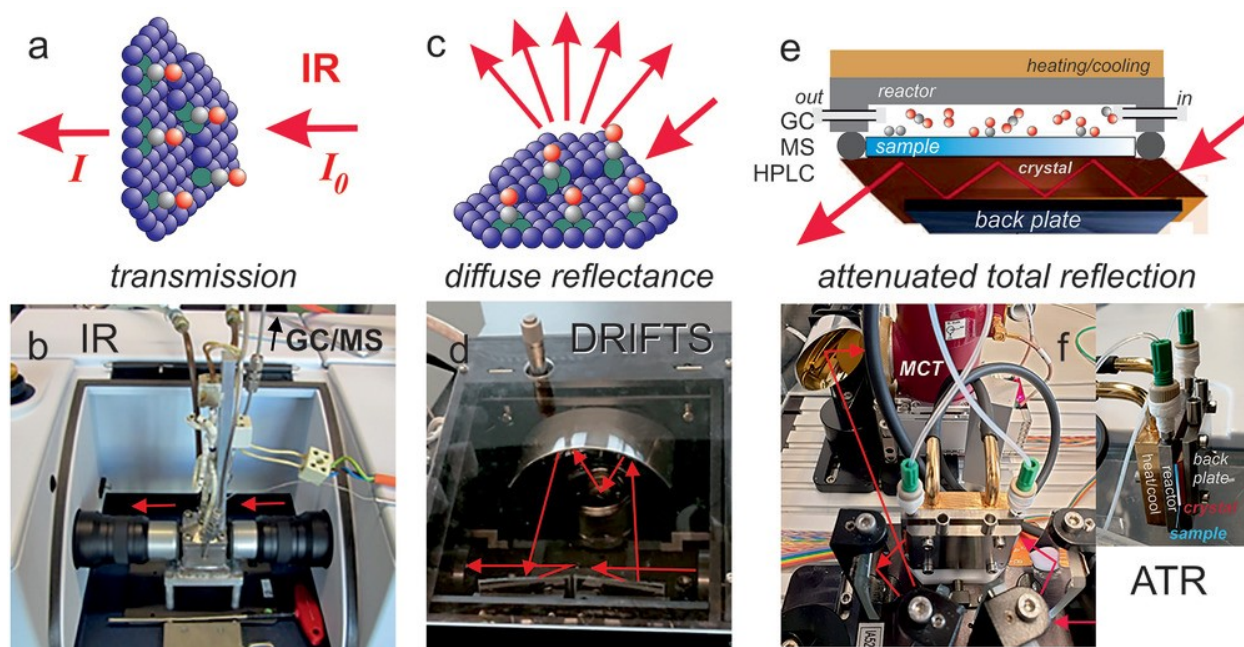 a
IR
I
I0
transmission
b
IR
GC/MS
c
diffuse reflectance
d
DRIFTS
e
heating/cooling
reactor
out
in
GC
MS
HPLC
sample
crystal
back plate
attenuated total reflection
MCT
f
heat/cool
reactor
back
plate
crystal
sample
ATR